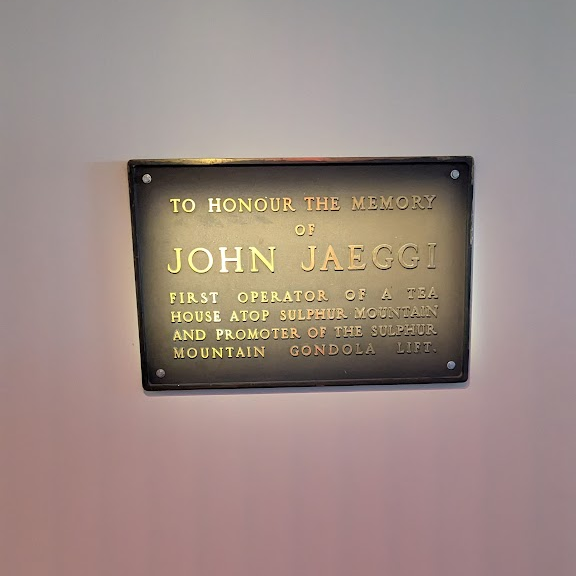 TO HONOUR THE MEMORY
OF
JOHN JAEGGI
FIRST OPERATOR OF A TEA
HOUSE ATOP SULPHUR MOUNTAIN
AND PROMOTER OF THE SULPHUR
MOUNTAIN GONDOLA LIFT.